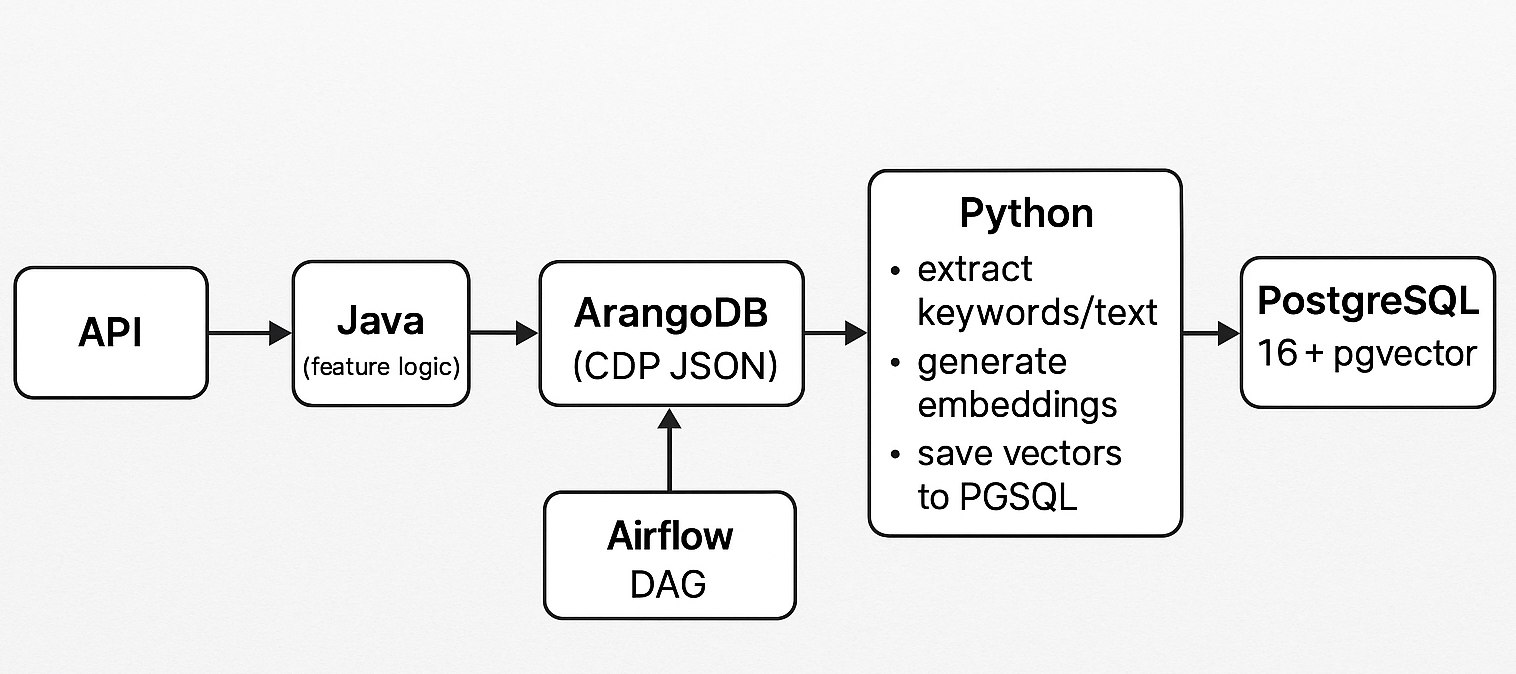 API
Java
(feature logic)
ArangoDB
(CDP JSON)
Airflow
DAG
Python
• extract
keywords/text
• generate
embeddings
• save vectors
to PGSQL
PostgreSQL
16 + pgvector